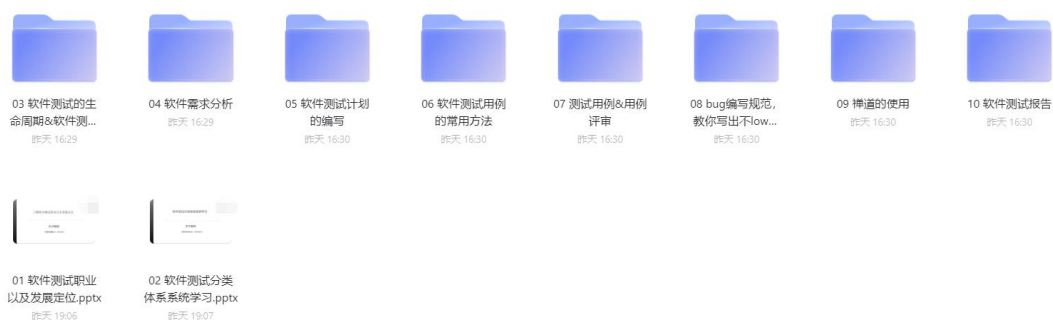 03 软件测试的生
命周期&软件测...
昨天 16:29
04 软件需求分析
昨天 16:29
05 软件测试计划
的编写
昨天 16:30
06 软件测试用例
的常用方法
昨天 16:30
07 测试用例&用例
评审
昨天 16:30
08 bug编写规范，
教你写出不low...
昨天 16:30
09 禅道的使用
昨天 16:30
10 软件测试报告
昨天 16:30
01 软件测试职业
以及发展定位.pptx
昨天 19:06
02 软件测试分类
体系系统学习.pptx
昨天 19:07